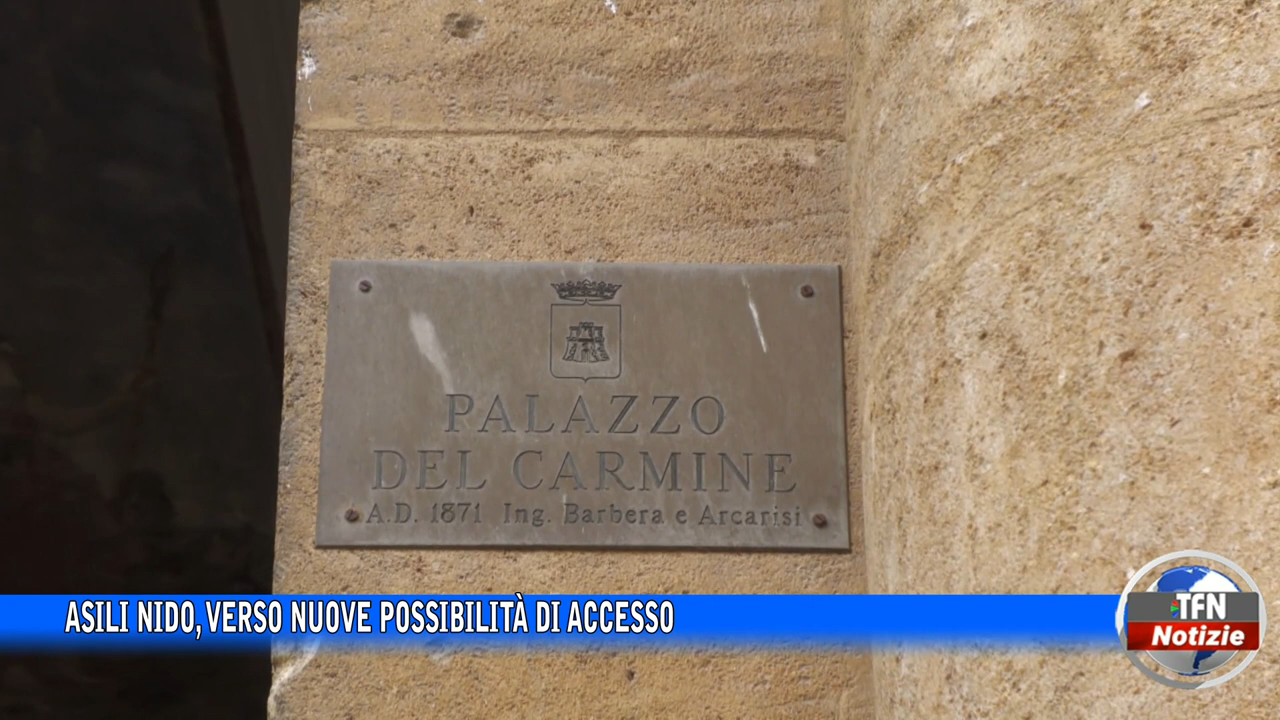 PALAZZO
DEL CARMINE
A.D. 1871 Ing. Barbera e Arcarisi
ASILI NIDO, VERSO NUOVE POSSIBILITÀ DI ACCESSO
TFN
Notizie